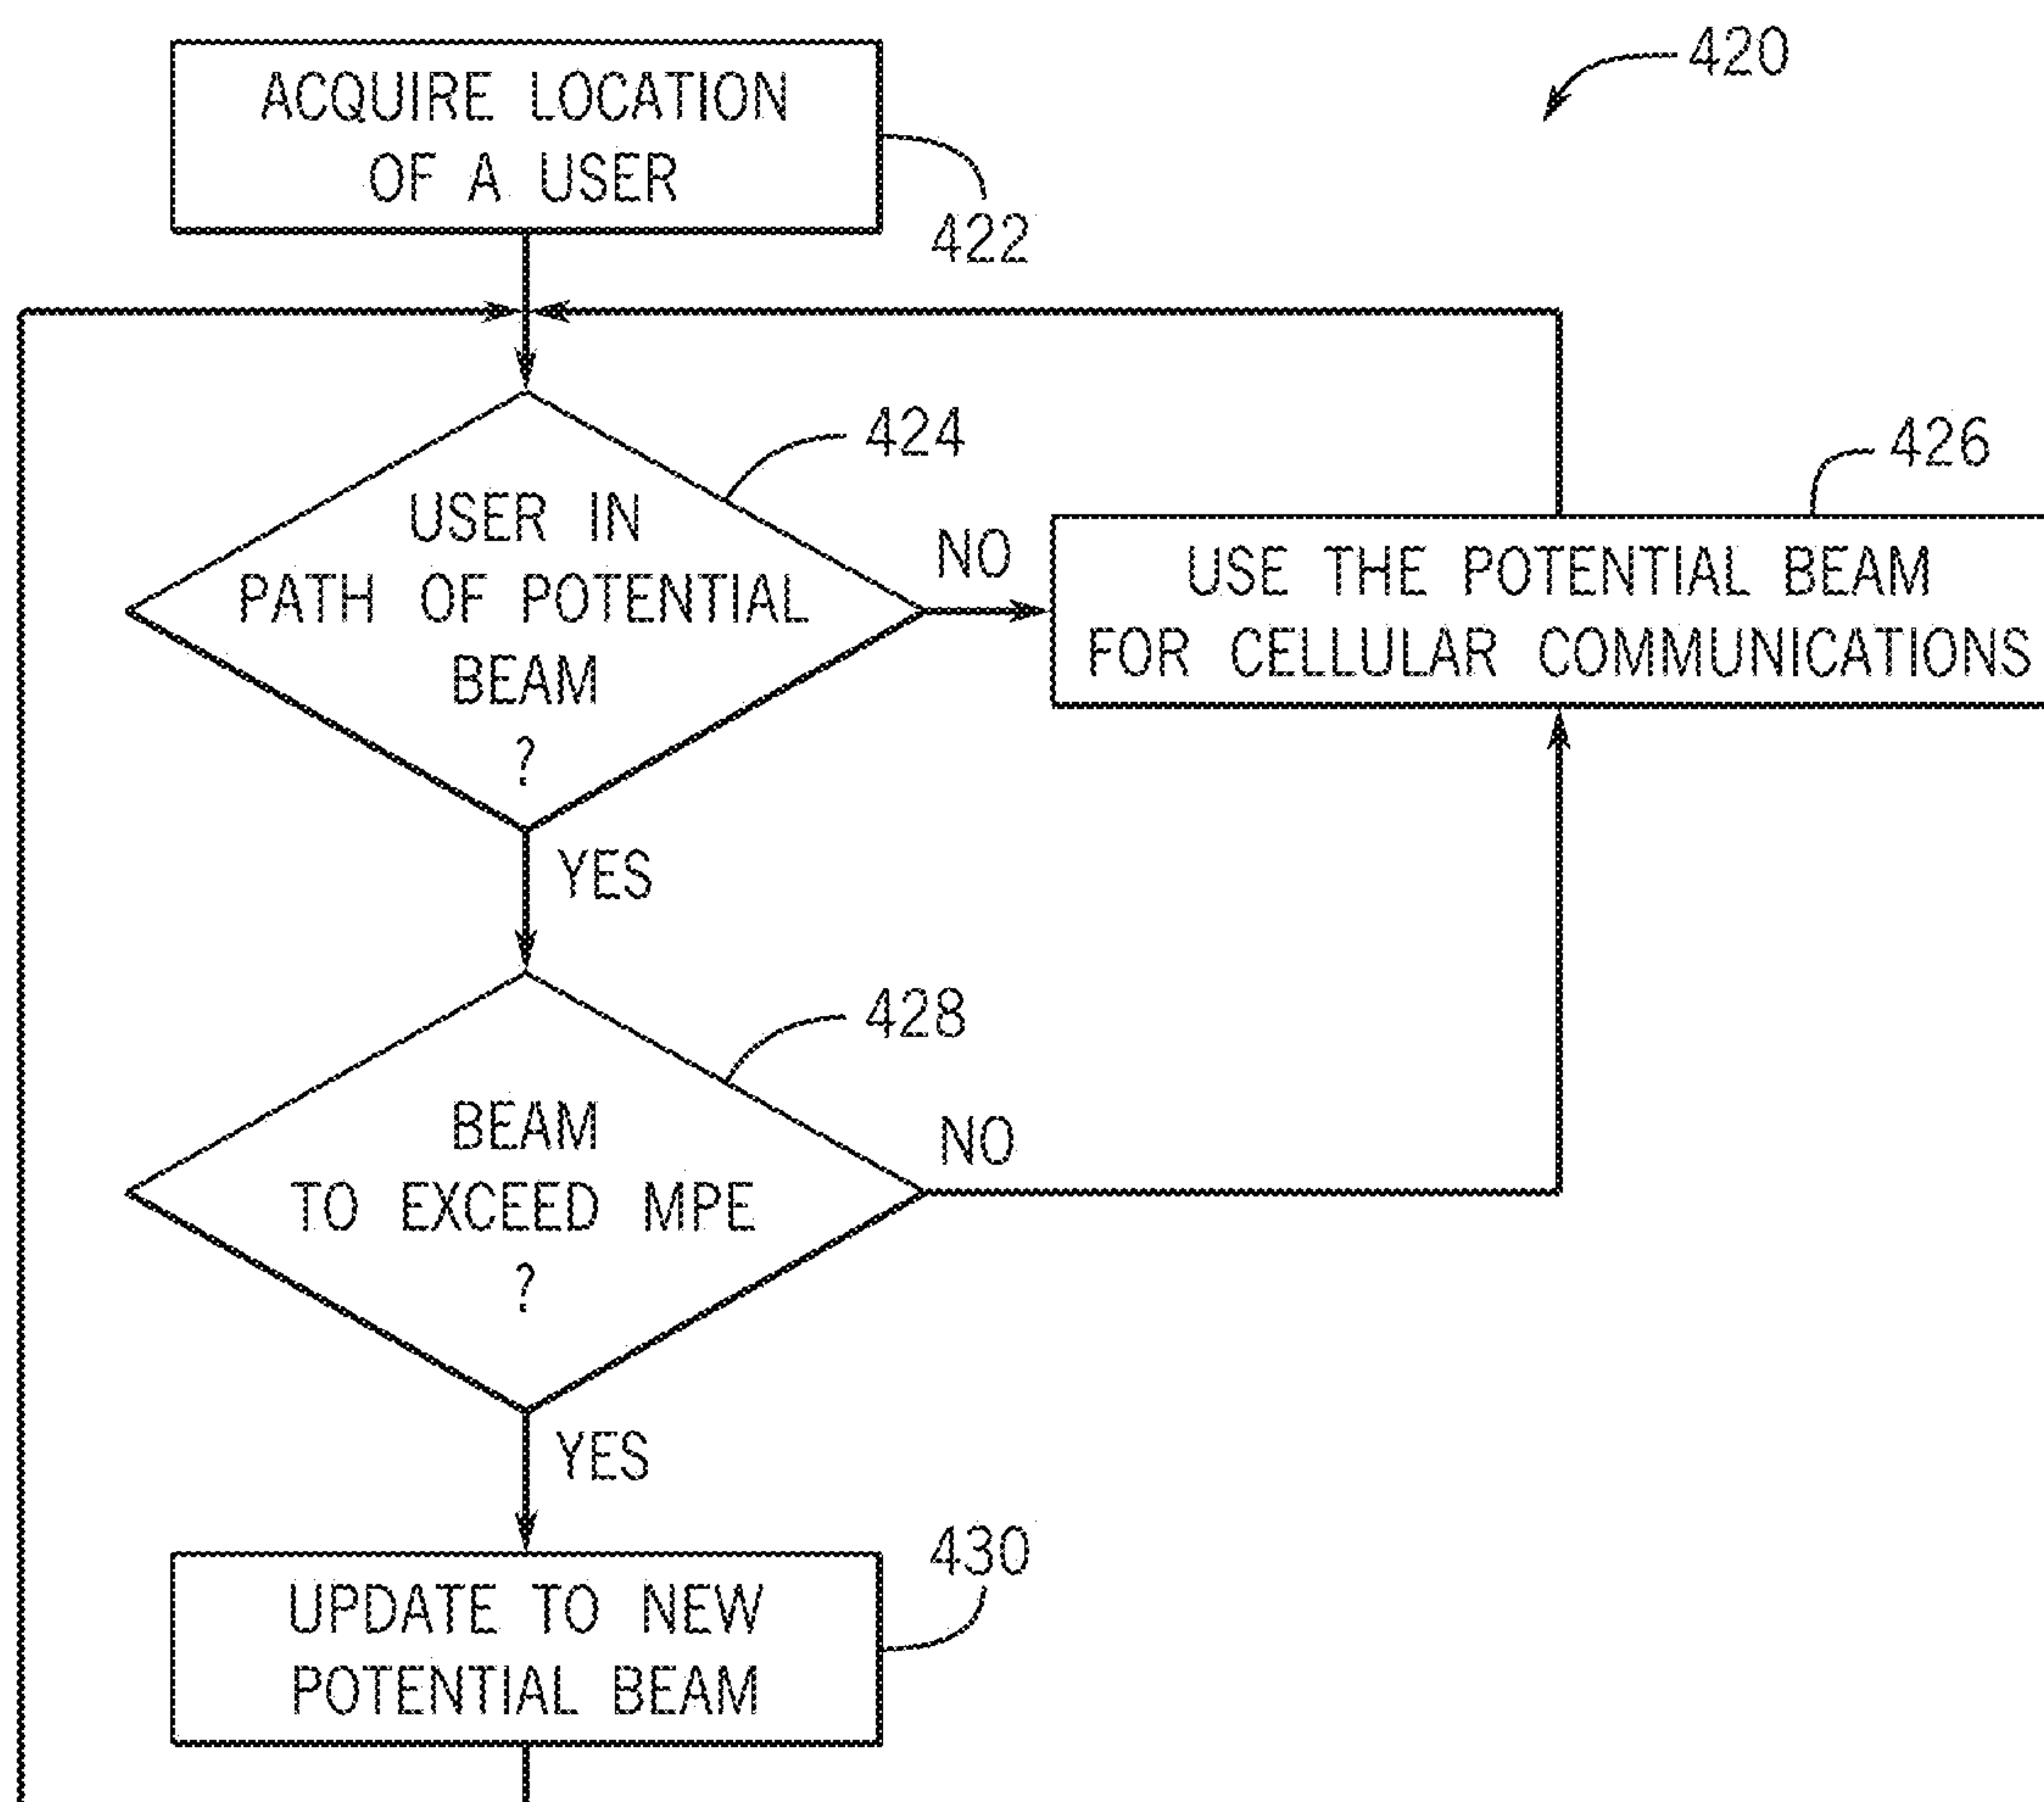 420
ACQUIRE LOCATION
OF A USER
422
424
USER IN
PATH OF POTENTIAL
BEAM
?
NO
426
USE THE POTENTIAL BEAM
FOR CELLULAR COMMUNICATIONS
YES
428
BEAM
TO EXCEED MPE
?
NO
YES
430
UPDATE TO NEW
POTENTIAL BEAM